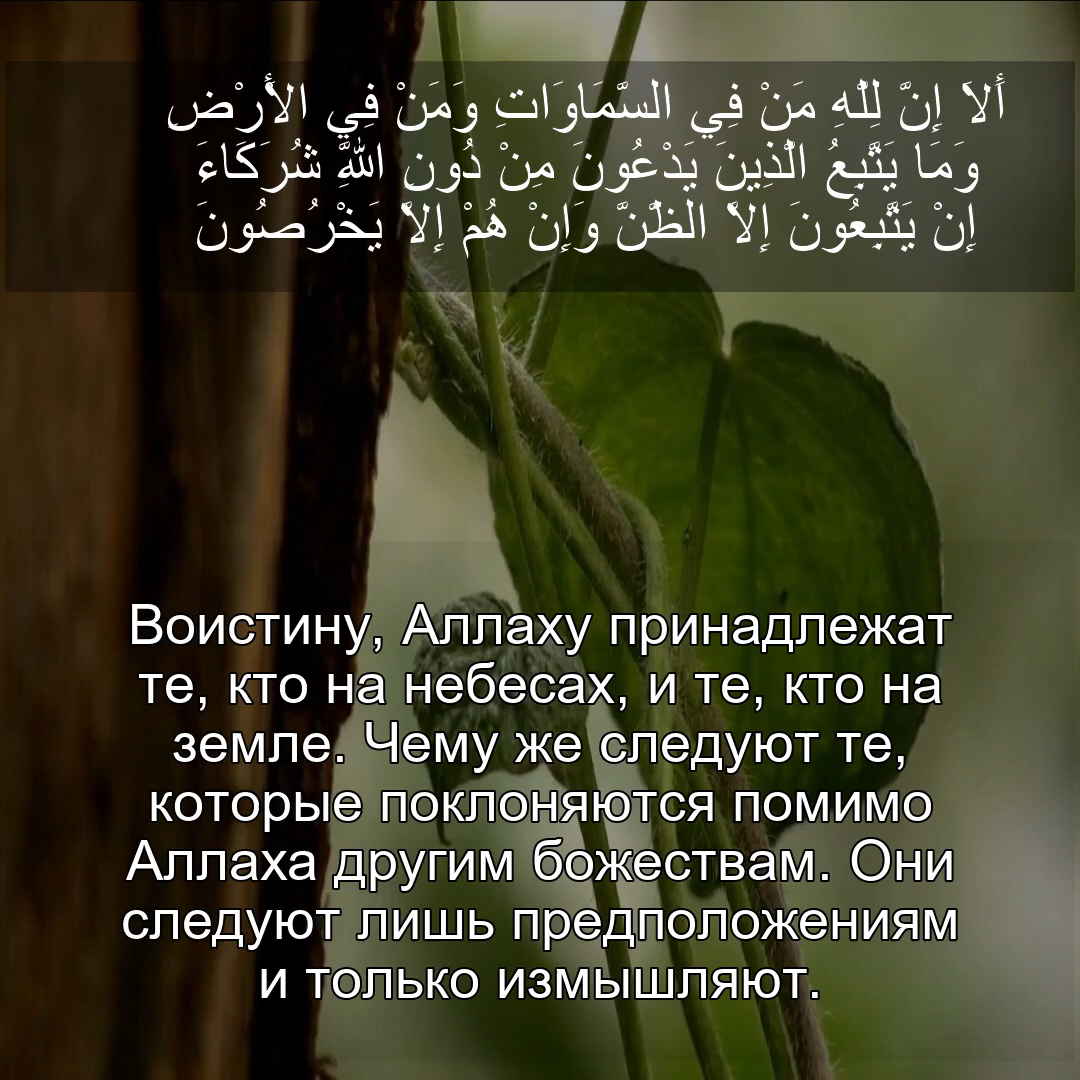 أَلاَ إِنَّ لِلّهِ مَنْ فِي السَّمَاوَاتِ وَمَنْ فِي الأَرْضِ
وَمَا يَتَّبِعُ الَّذِينَ يَدْعُونَ مِنْ دُونِ اللَّهِ شُرَكَاءَ
إِنْ يَتَّبِعُونَ إِلاَّ الظَّنَّ وَإِنْ هُمْ إِلاَّ يَخْرُصُونَ
Воистину, Аллаху принадлежат
те, кто на небесах, и те, кто на
земле. Чему же следуют те,
которые поклоняются помимо
Аллаха другим божествам. Они
следуют лишь предположениям
и только измышляют.